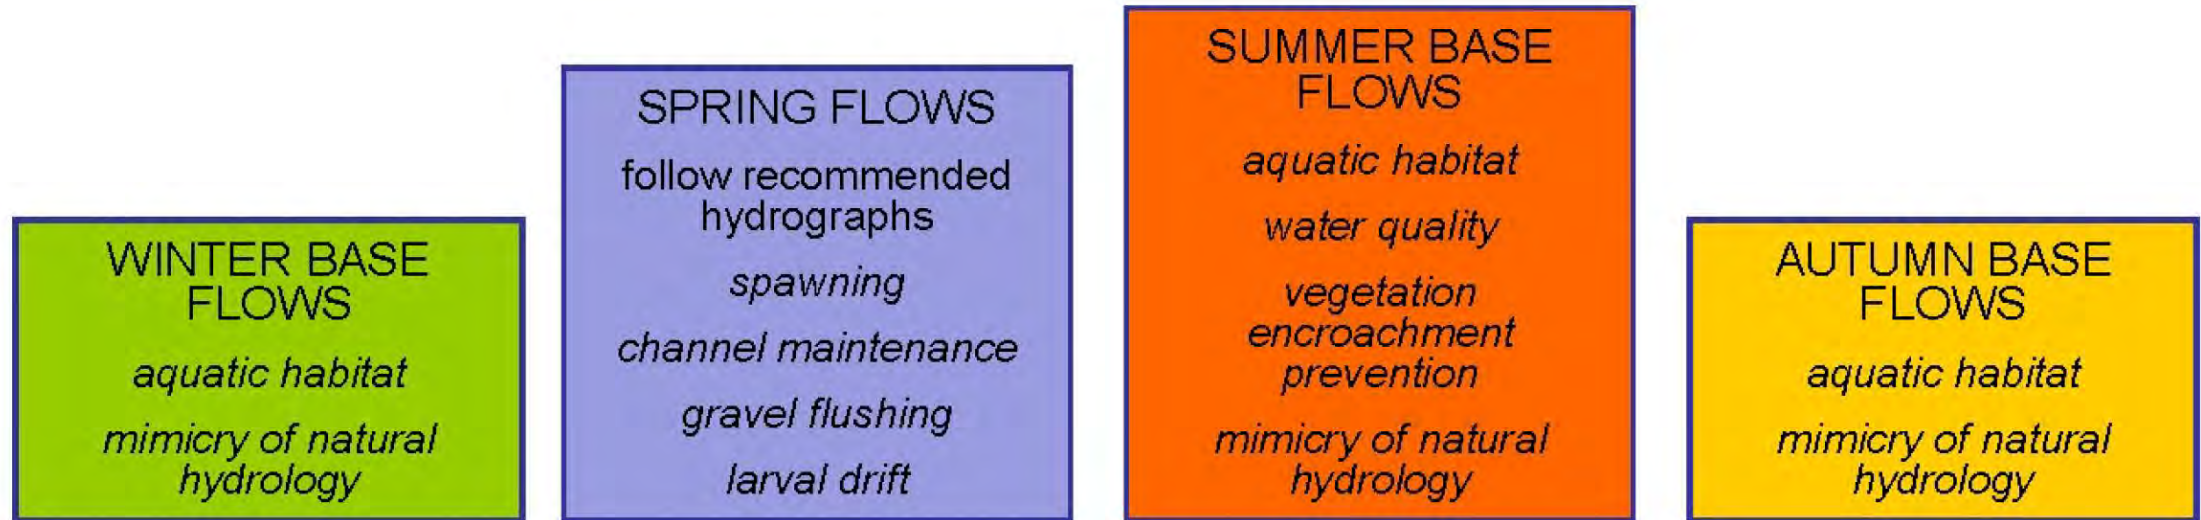 WINTER BASE
FLOWS
aquatic habitat
mimicry of natural
hydrology
SPRING FLOWS
follow recommended
hydrographs
spawning
channel maintenance
gravel flushing
larval drift
SUMMER BASE
FLOWS
aquatic habitat
water quality
vegetation
encroachment
prevention
mimicry of natural
hydrology
AUTUMN BASE
FLOWS
aquatic habitat
mimicry of natural
hydrology